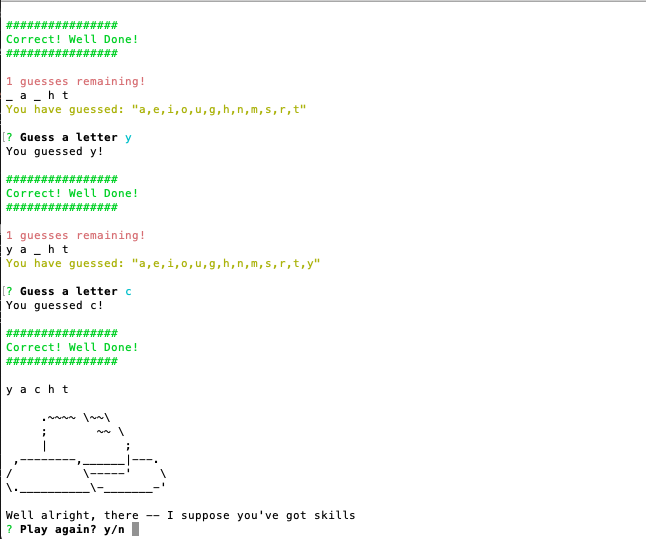 ################
Correct! Well Done!
################
1 guesses remaining!
_ a _ h t
You have guessed: "a,e,i,o,u,g,h,n,m,s,r,t"
[? Guess a letter y
You guessed y!
################
Correct! Well Done!
################
1 guesses remaining!
y a _ h t
You have guessed: "a,e,i,o,u,g,h,n,m,s,r,t,y"
[? Guess a letter c
You guessed c!
################
Correct! Well Done!
################
y a c h t
     .~~~~ \~~\
     ;       ~~ \
     |           ;
 ,--------,______|---.
/          \-----'    \
\.__________\-_______-'
Well alright, there -- I suppose you've got skills
? Play again? y/n